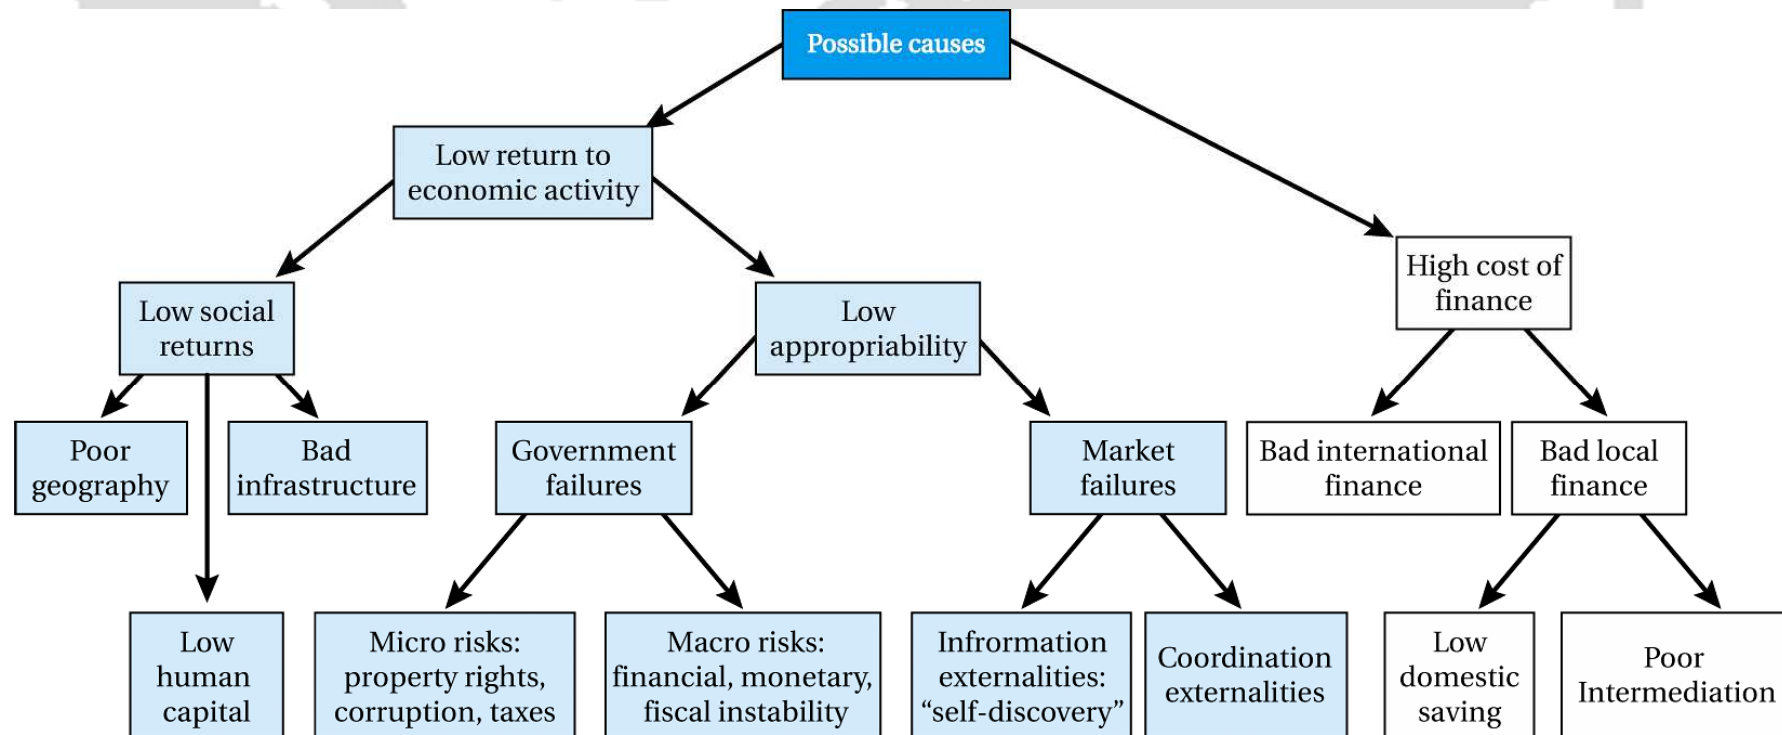 Possible causes
Low return to
economic activity
High cost of
finance
Low social
returns
Low
appropriability
Poor
geography
Bad
infrastructure
Government
failures
Market
failures
Bad international
finance
Bad local
finance
Low
human
capital
Micro risks:
property rights,
corruption, taxes
Macro risks:
financial, monetary,
fiscal instability
Infrormation
externalities:
“self-discovery”
Coordination
externalities
Low
domestic
saving
Poor
Intermediation